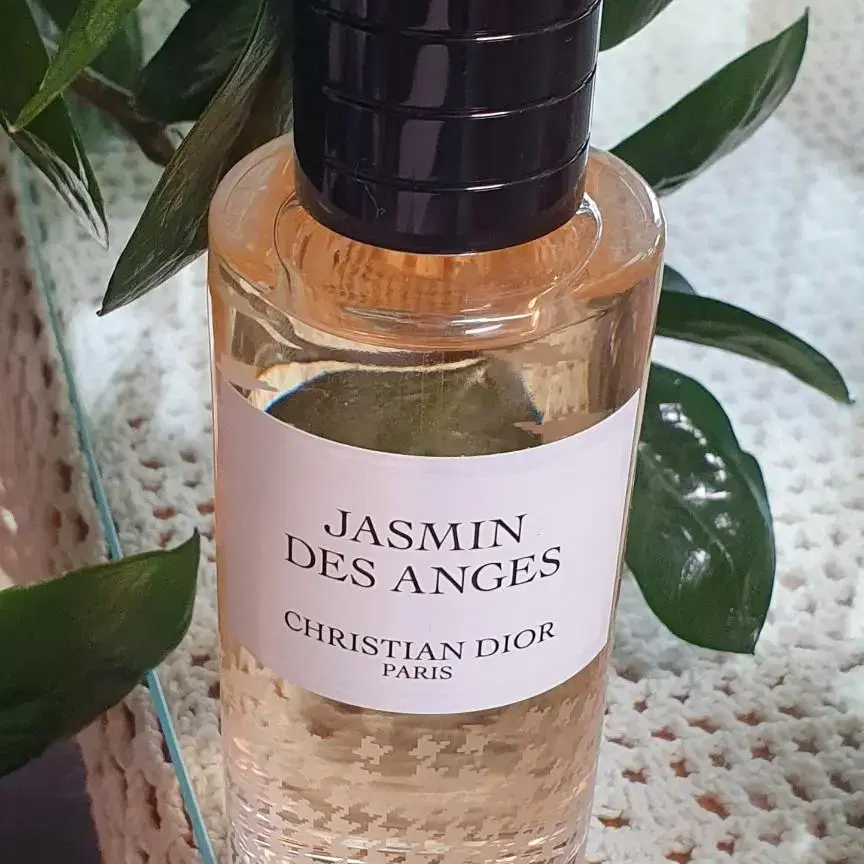 JASMIN
DES ANGES
CHRISTIAN DIOR
PARIS